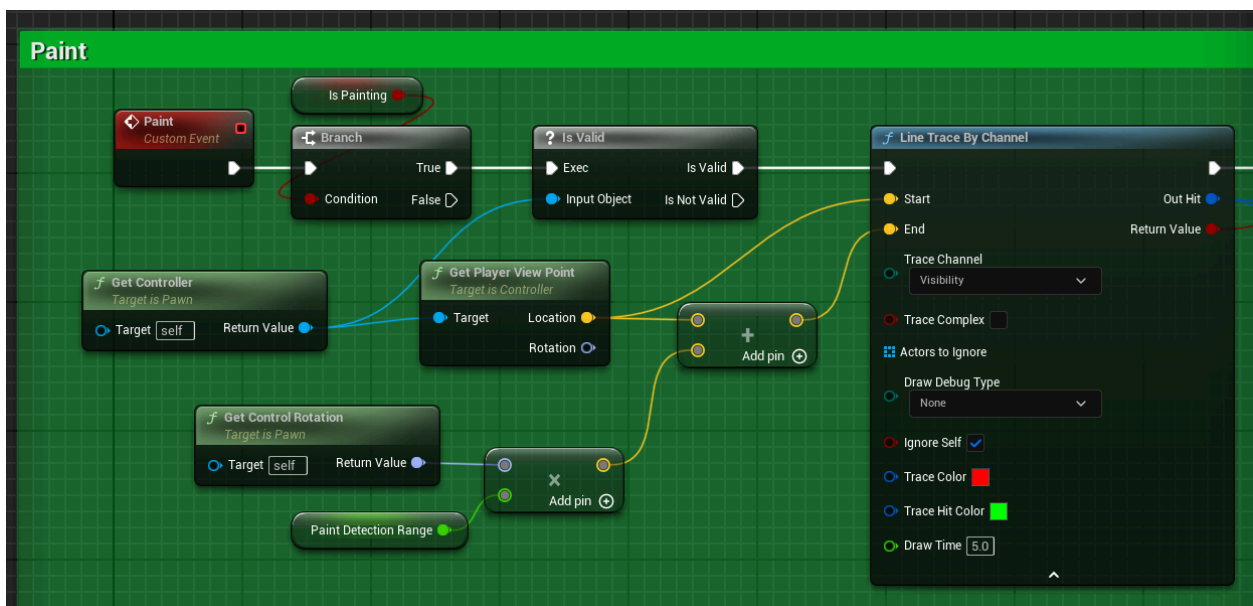 Paint
Is Painting
Paint
Custom Event
Branch
True
Condition
False
? Is Valid
Exec
Is Valid
Input Object
Is Not Valid
f Line Trace By Channel
Start
Out Hit
End
Return Value
Trace Channel
Visibility
Trace Complex
Actors to Ignore
Draw Debug Type
None
Ignore Self
Trace Color
Trace Hit Color
Draw Time 5.0
f Get Controller
Target is Pawn
Target self
Return Value
f Get Player View Point
Target is Controller
Target
Location
Rotation
+
Add pin
f Get Control Rotation
Target is Pawn
Target self
Return Value
×
Add pin
Paint Detection Range